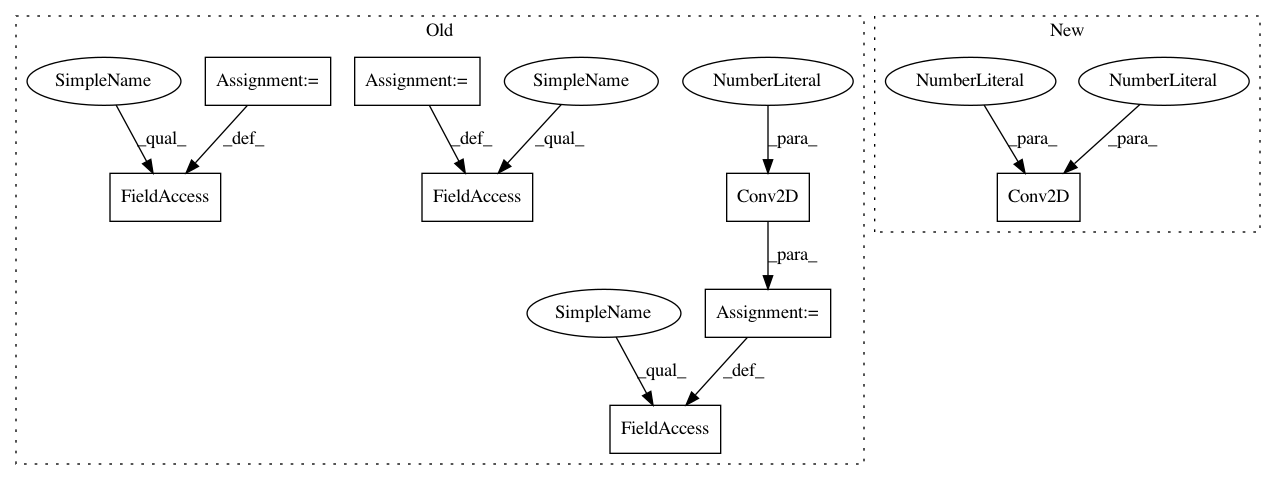 Old
New
SimpleName
Assignment:=
Assignment:=
SimpleName
NumberLiteral
NumberLiteral
NumberLiteral
_qual_
_def_
_def_
_qual_
_para_
_para_
_para_
FieldAccess
FieldAccess
Conv2D
Conv2D
_para_
SimpleName
Assignment:=
_qual_
_def_
FieldAccess